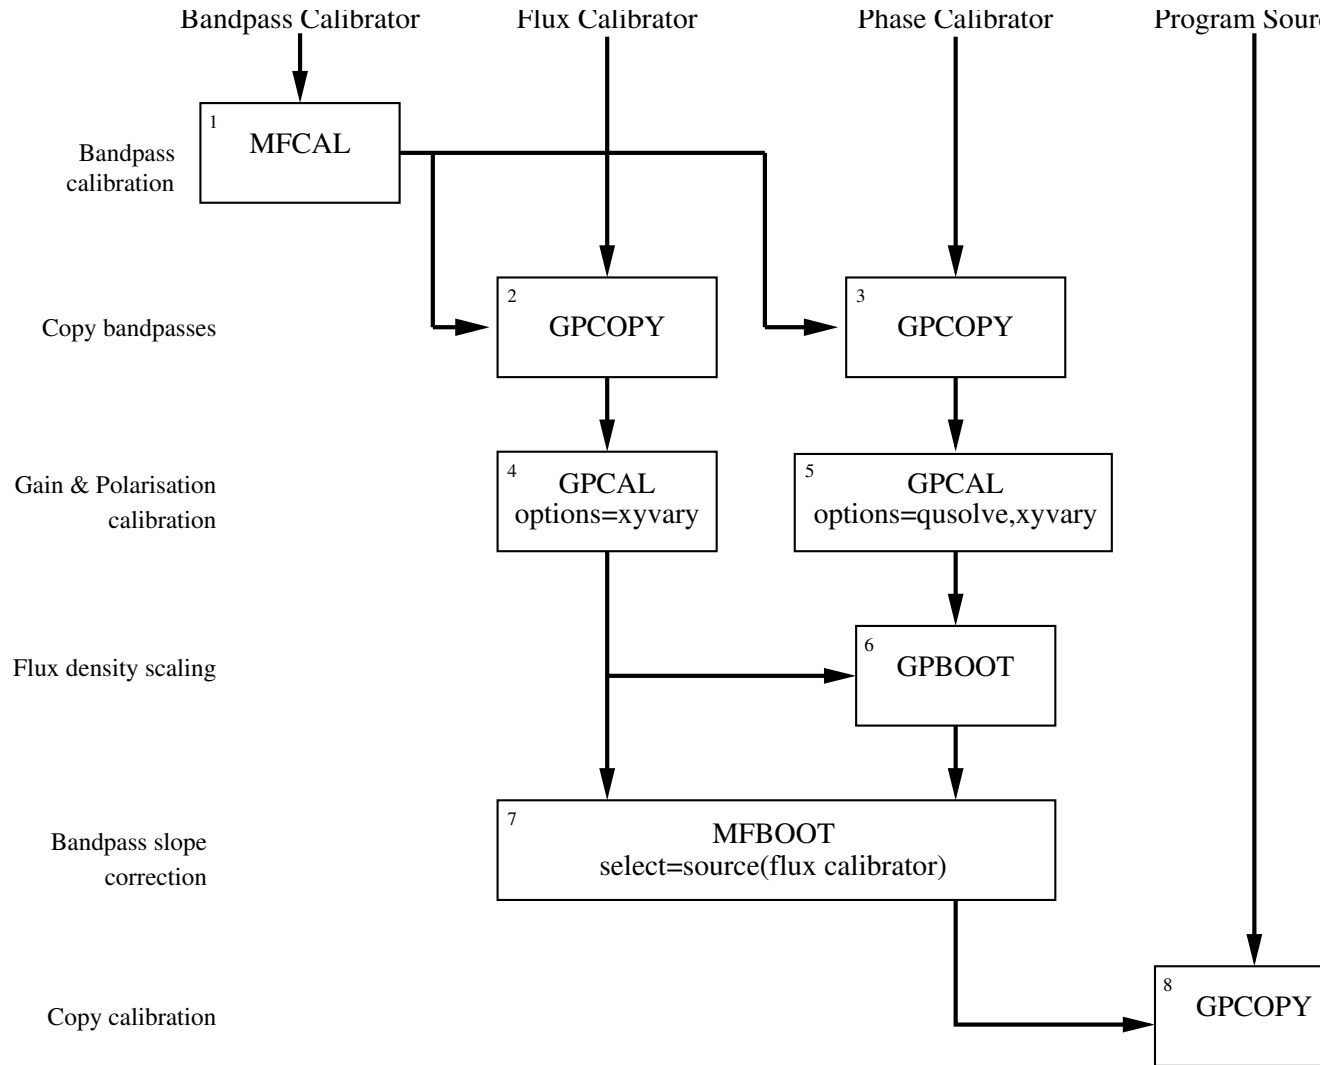 Bandpass Calibrator Flux Calibrator Phase Calibrator Program Sourc
1
MFCAL
Bandpass
calibration
2
GPCOPY
3
GPCOPY
Copy bandpasses
4
GPCAL
options=xyvary
5
GPCAL
options=qusolve,xyvary
Gain & Polarisation
calibration
6
GPBOOT
Flux density scaling
7
MFBOOT
select=source(flux calibrator)
Bandpass slope
correction
8
GPCOPY
Copy calibration